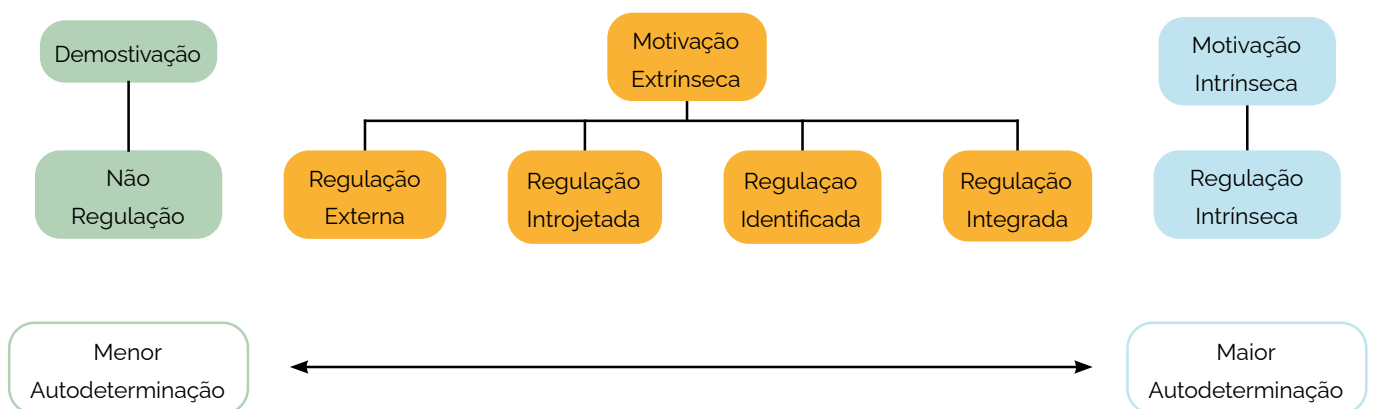 Demostivação
Motivação
Extrínseca
Motivação
Intrínseca
Não
Regulação
Regulação
Externa
Regulação
Introjetada
Regulaçao
Identificada
Regulação
Integrada
Regulação
Intrínseca
Menor
Autodeterminação
Maior
Autodeterminação